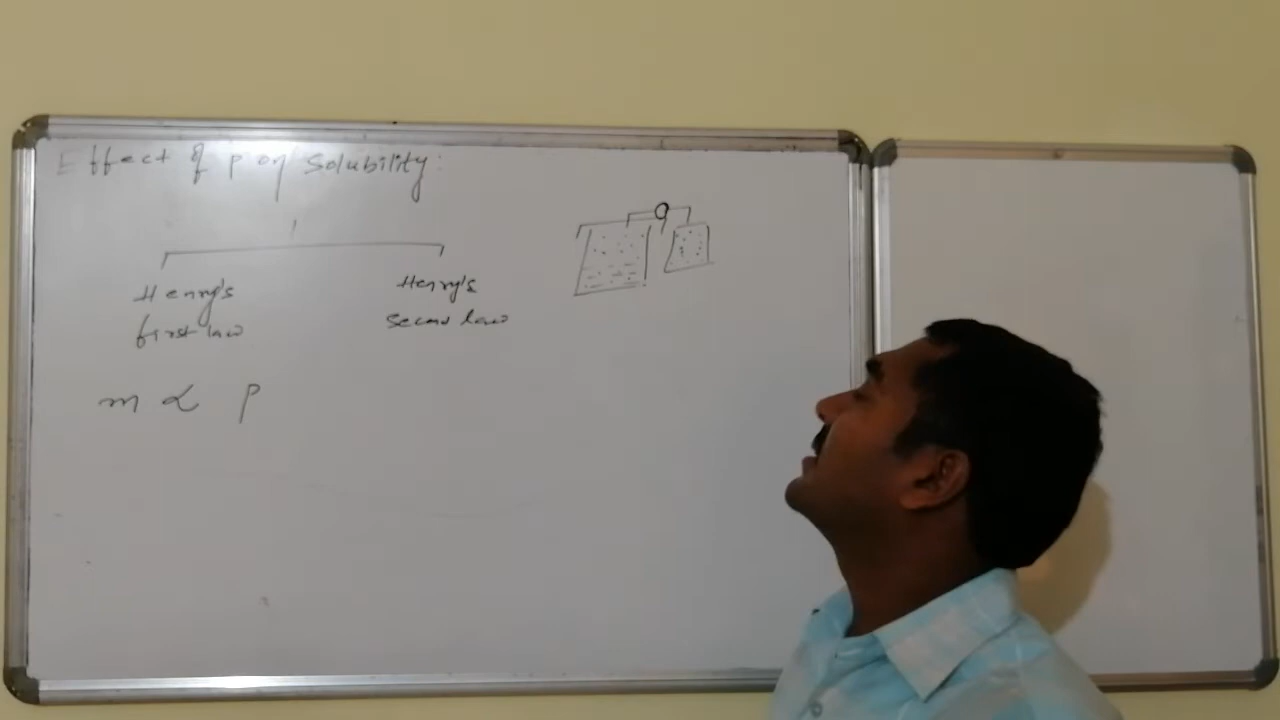 Effect of P on Solubility:
Henry's
first law
Henry's
second law
m ∝ P